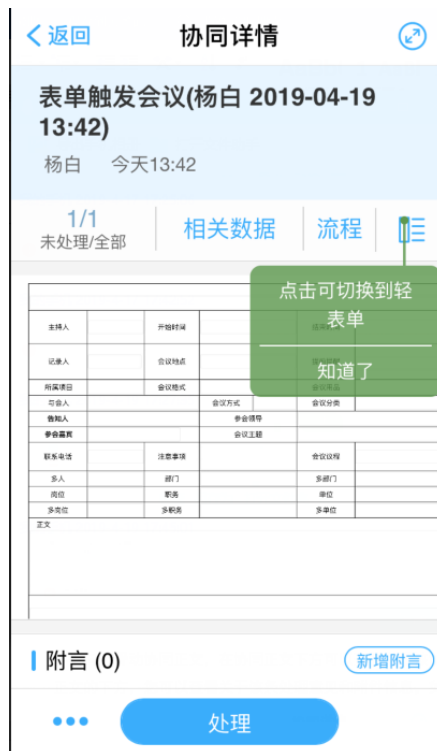 返回
协同详情
表单触发会议(杨白 2019-04-19
13:42)
杨白 今天13:42
1/1
未处理/全部
相关数据
流程
点击可切换到轻
表单
知道了
主持人 开始时间
记录人 会议地点
所属项目 会议格式
与会人 会议方式 会议分类
告知人 参会领导
参会嘉宾 会议主题
联系电话 注意事项 会议议程
多人 部门 多部门
岗位 职务 单位
多岗位 多职务 多单位
正文
附言 (0)
新增附言
处理